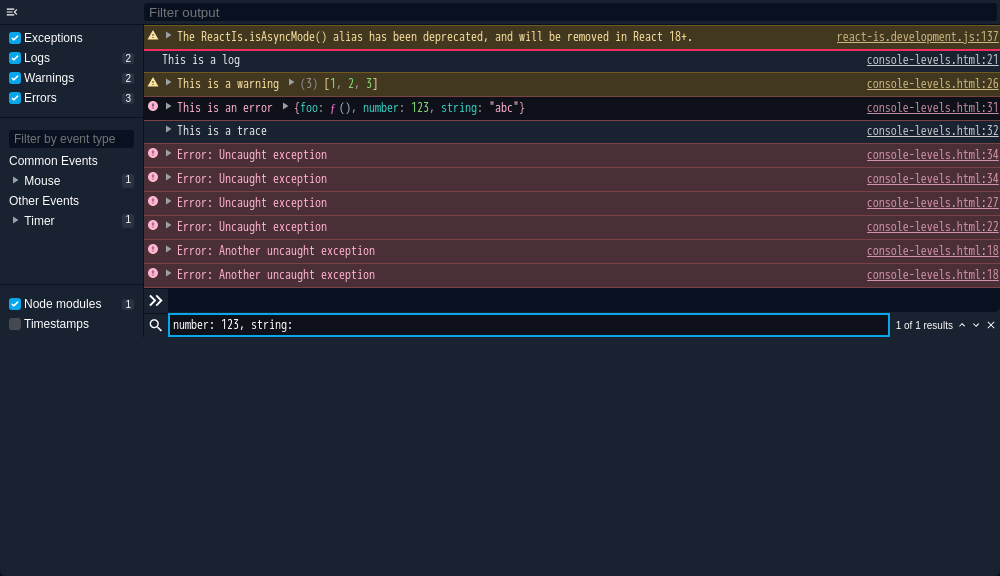 Filter output
Exceptions
Logs 2
Warnings 2
Errors 3
Filter by event type
Common Events
Mouse 1
Other Events
Timer 1
Node modules 1
Timestamps
The ReactIs.isAsyncMode() alias has been deprecated, and will be removed in React 18+. react-is.development.js:137
This is a log console-levels.html:21
This is a warning (3) [1, 2, 3] console-levels.html:26
This is an error {foo: ƒ (), number: 123, string: "abc"} console-levels.html:31
This is a trace console-levels.html:32
Error: Uncaught exception console-levels.html:34
Error: Uncaught exception console-levels.html:34
Error: Uncaught exception console-levels.html:27
Error: Uncaught exception console-levels.html:22
Error: Another uncaught exception console-levels.html:18
Error: Another uncaught exception console-levels.html:18
number: 123, string: 1 of 1 results